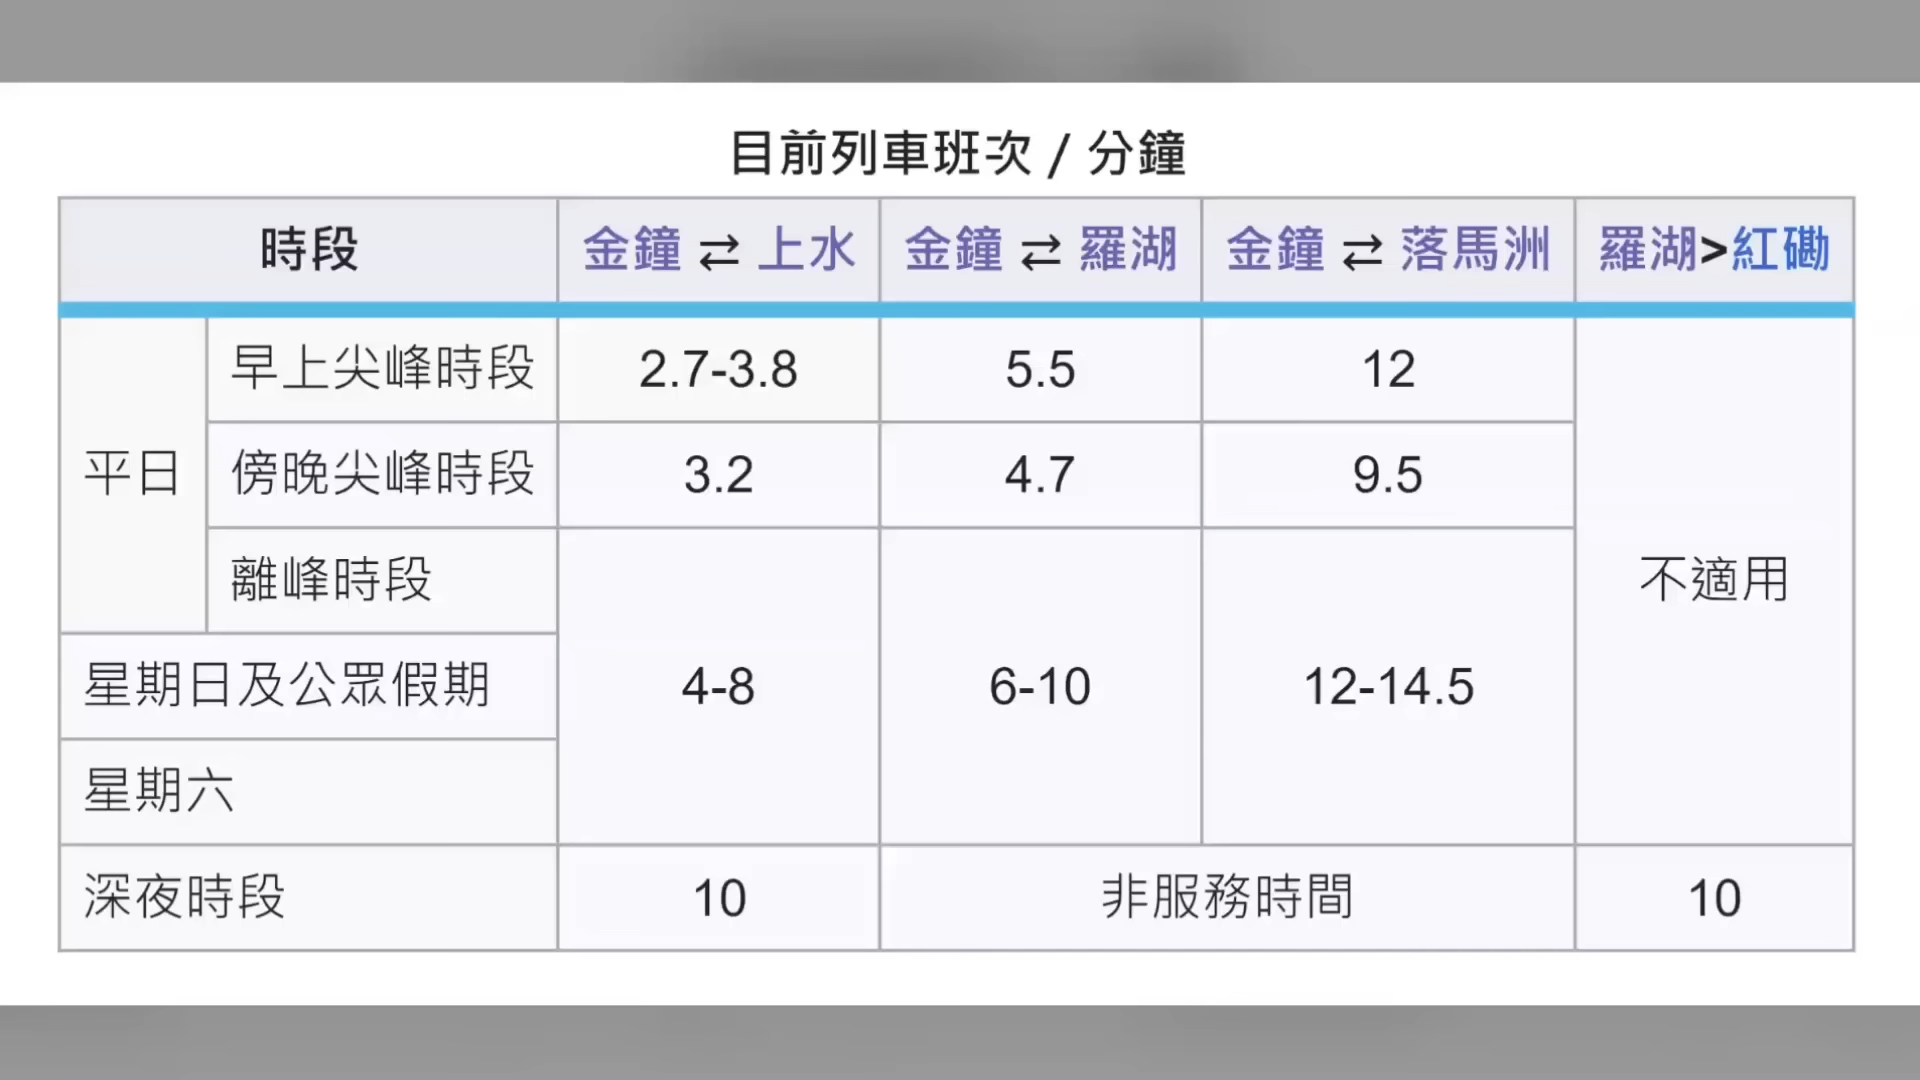 目前列車班次 / 分鐘
時段 金鐘 ⇄ 上水 金鐘 ⇄ 羅湖 金鐘 ⇄ 落馬洲 羅湖>紅磡
平日 早上尖峰時段 2.7-3.8 5.5 12 不適用
傍晚尖峰時段 3.2 4.7 9.5
離峰時段 4-8 6-10 12-14.5
星期日及公眾假期
星期六
深夜時段 10 非服務時間 10